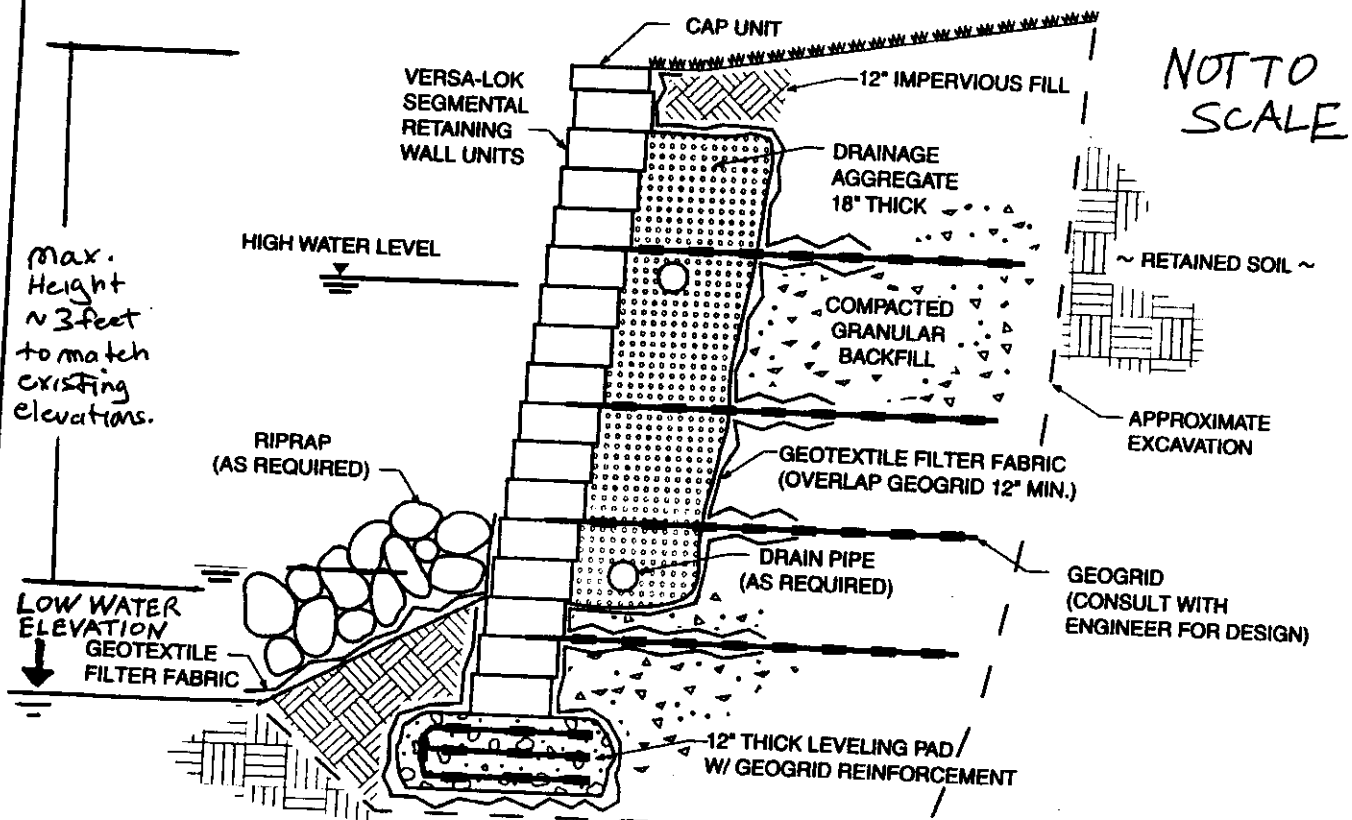 CAP UNIT
NOT TO
SCALE
VERSA-LOK
SEGMENTAL
RETAINING
WALL UNITS
12" IMPERVIOUS FILL
DRAINAGE
AGGREGATE
18" THICK
HIGH WATER LEVEL
max.
Height
~ 3 feet
to match
existing
elevations.
~ RETAINED SOIL ~
COMPACTED
GRANULAR
BACKFILL
APPROXIMATE
EXCAVATION
RIPRAP
(AS REQUIRED)
GEOTEXTILE FILTER FABRIC
(OVERLAP GEOGRID 12" MIN.)
DRAIN PIPE
(AS REQUIRED)
GEOGRID
(CONSULT WITH
ENGINEER FOR DESIGN)
LOW WATER
ELEVATION
GEOTEXTILE
FILTER FABRIC
12" THICK LEVELING PAD
W/ GEOGRID REINFORCEMENT